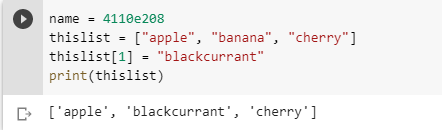 name = 4110e208
thislist = ["apple", "banana", "cherry"]
thislist[1] = "blackcurrant"
print(thislist)
['apple', 'blackcurrant', 'cherry']